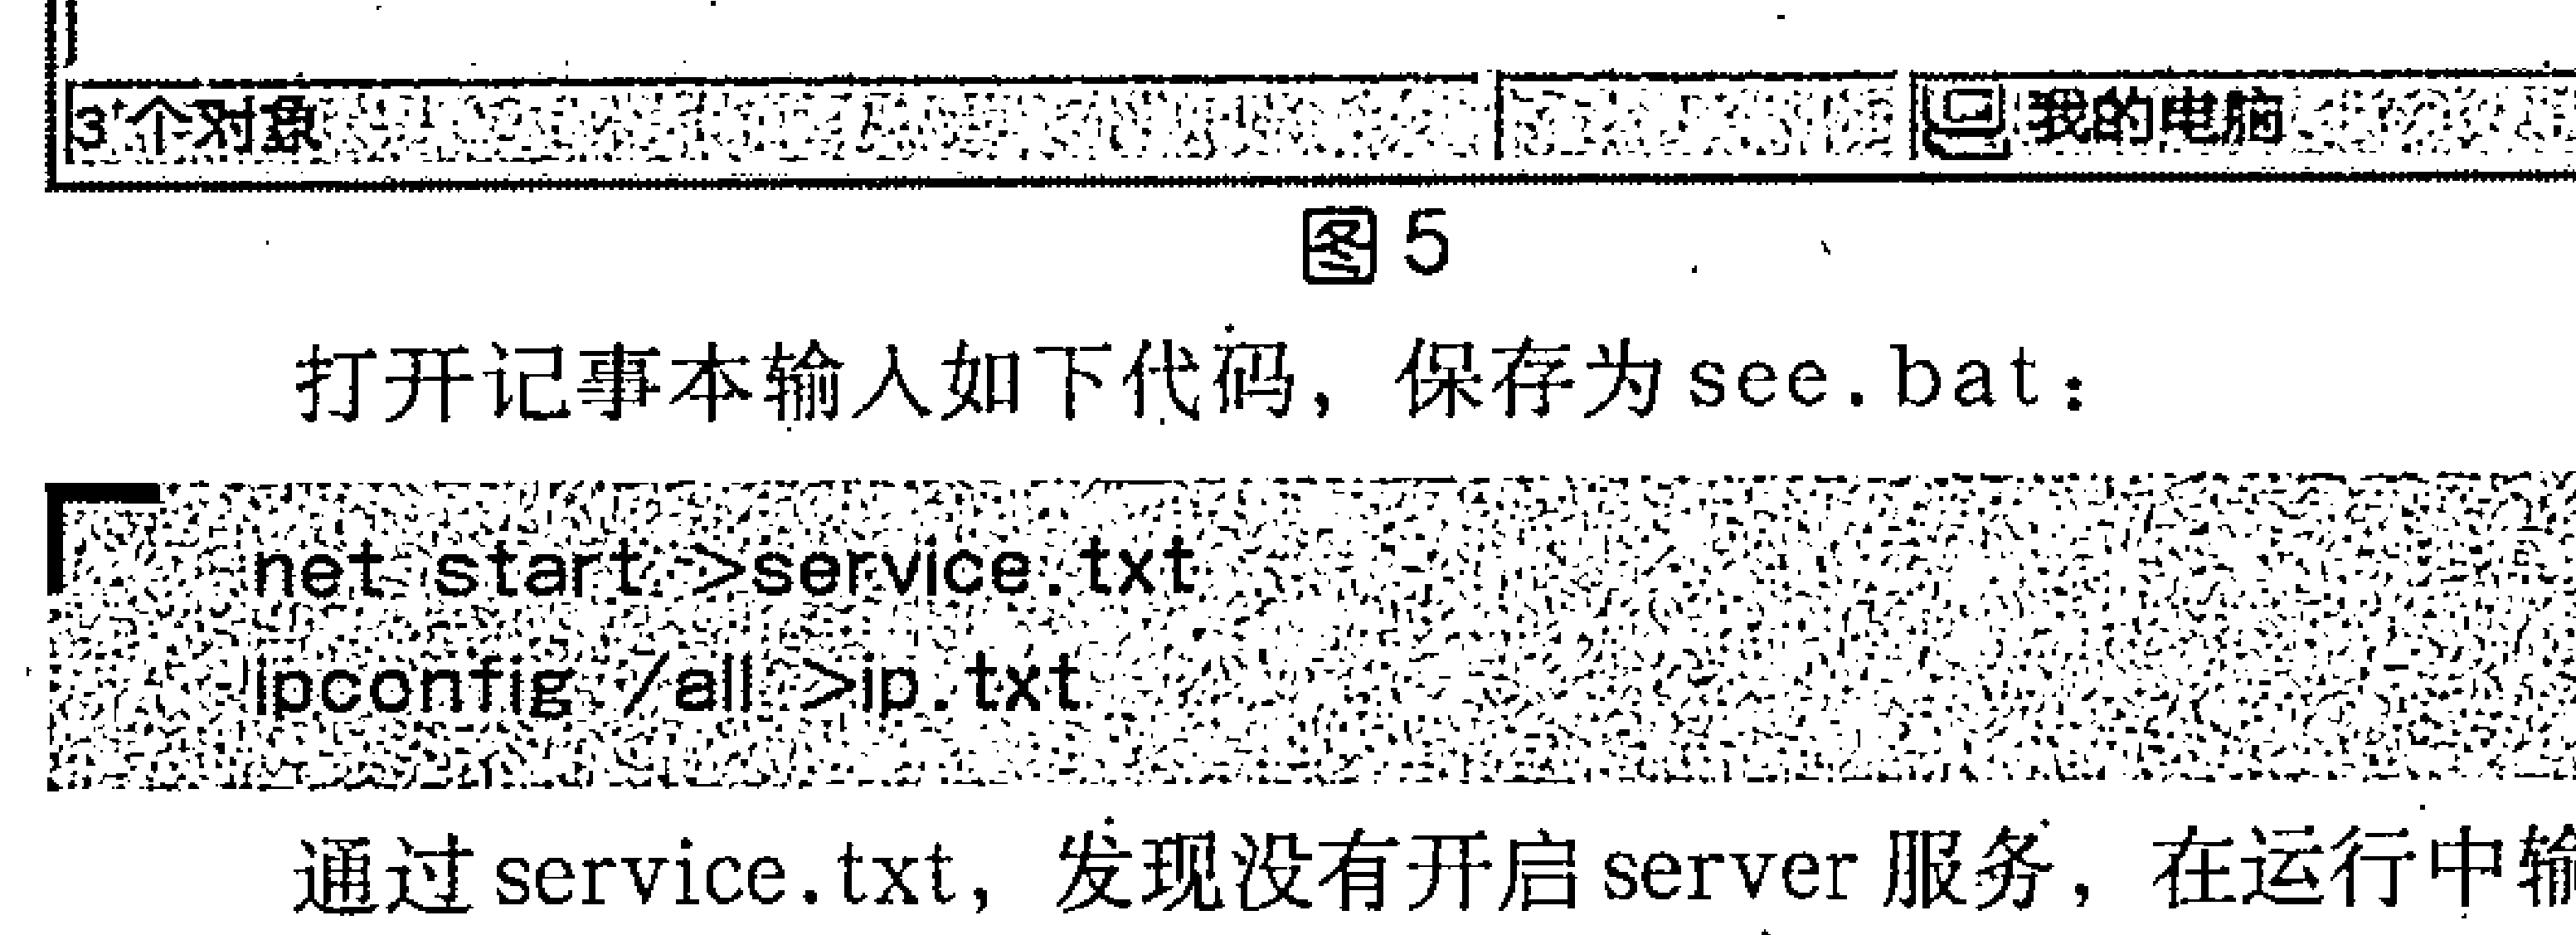 3 个对象 我的电脑
图 5
打开记事本输入如下代码，保存为see.bat：
net start >service.txt
ipconfig /all >ip.txt
通过service.txt，发现没有开启server服务，在运行中输